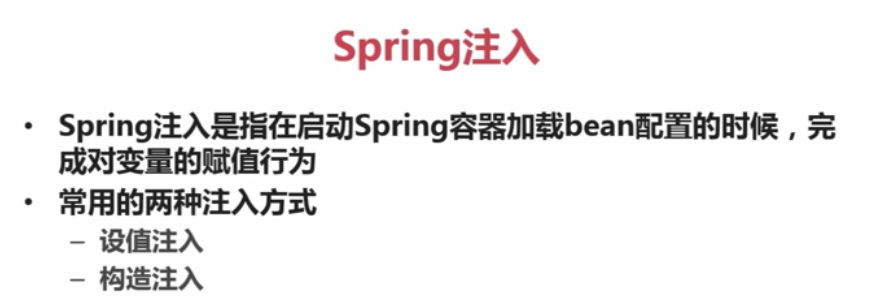 Spring注入
• Spring注入是指在启动Spring容器加载bean配置的时候，完
成对变量的赋值行为
• 常用的两种注入方式
– 设值注入
– 构造注入